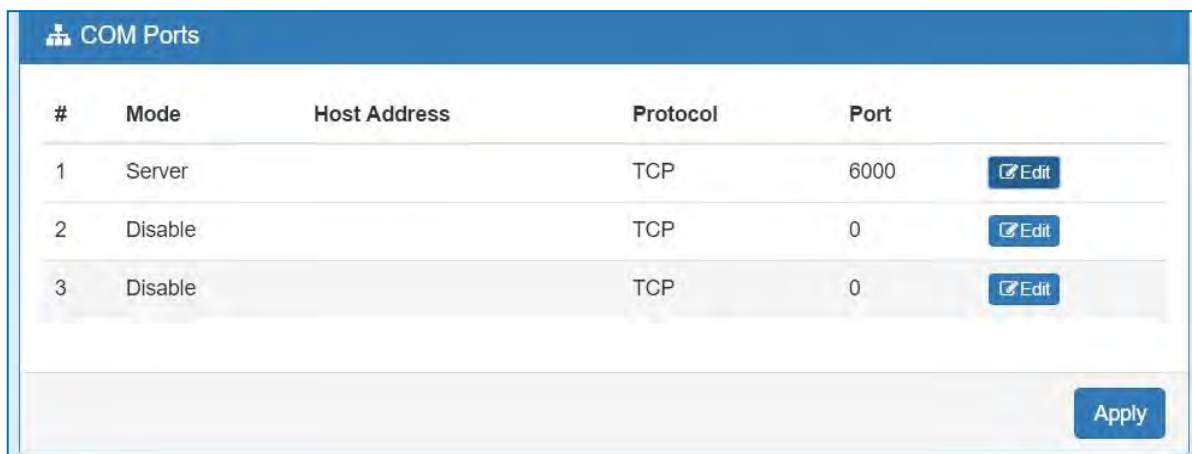 COM Ports
# Mode Host Address Protocol Port
1 Server TCP 6000 Edit
2 Disable TCP 0 Edit
3 Disable TCP 0 Edit
Apply